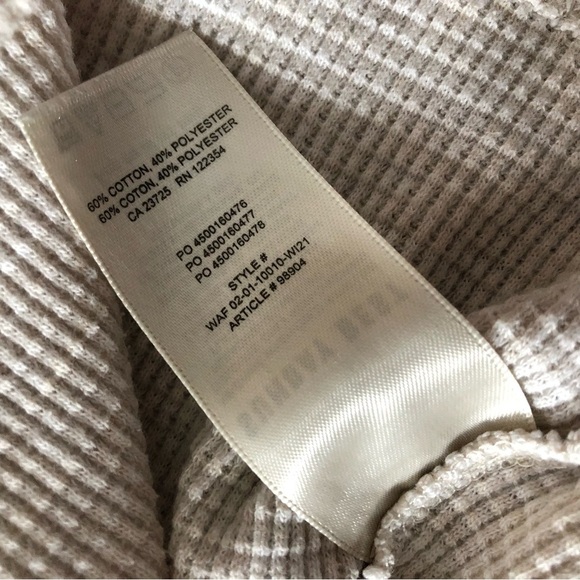 60% COTTON, 40% POLYESTER
60% COTON, 40% POLYESTER
CA 23725 RN 122354
PO 4500160476
PO 4500160477
PO 4500160478
STYLE #
WAF 02-01-10010-WI21
ARTICLE # 98904